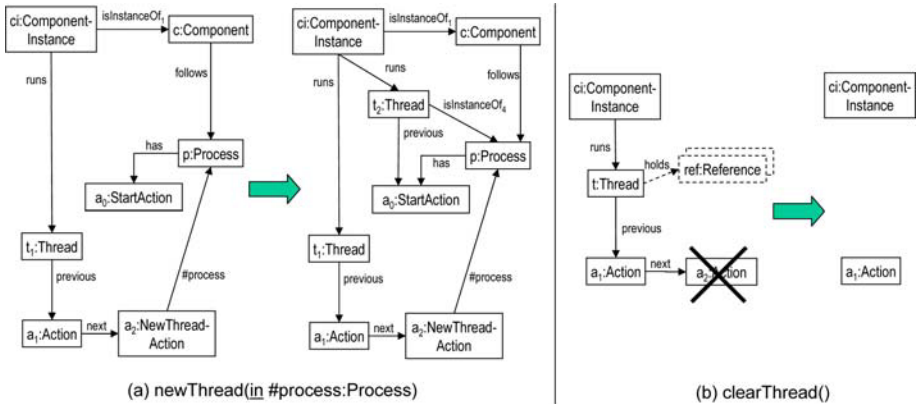 ci:Component-
Instance
isInstanceOf₁
c:Component
runs
follows
has
p:Process
a₀:StartAction
t₁:Thread
previous
#process
a₁:Action
next
a₂:NewThread-
Action
ci:Component-
Instance
isInstanceOf₁
c:Component
runs
runs
follows
t₂:Thread
isInstanceOf₄
previous
has
p:Process
a₀:StartAction
t₁:Thread
previous
#process
a₁:Action
next
a₂:NewThread-
Action
(a) newThread(in #process:Process)
ci:Component-
Instance
runs
holds
ref:Reference
t:Thread
previous
a₁:Action
next
a₂:Action
ci:Component-
Instance
a₁:Action
(b) clearThread()